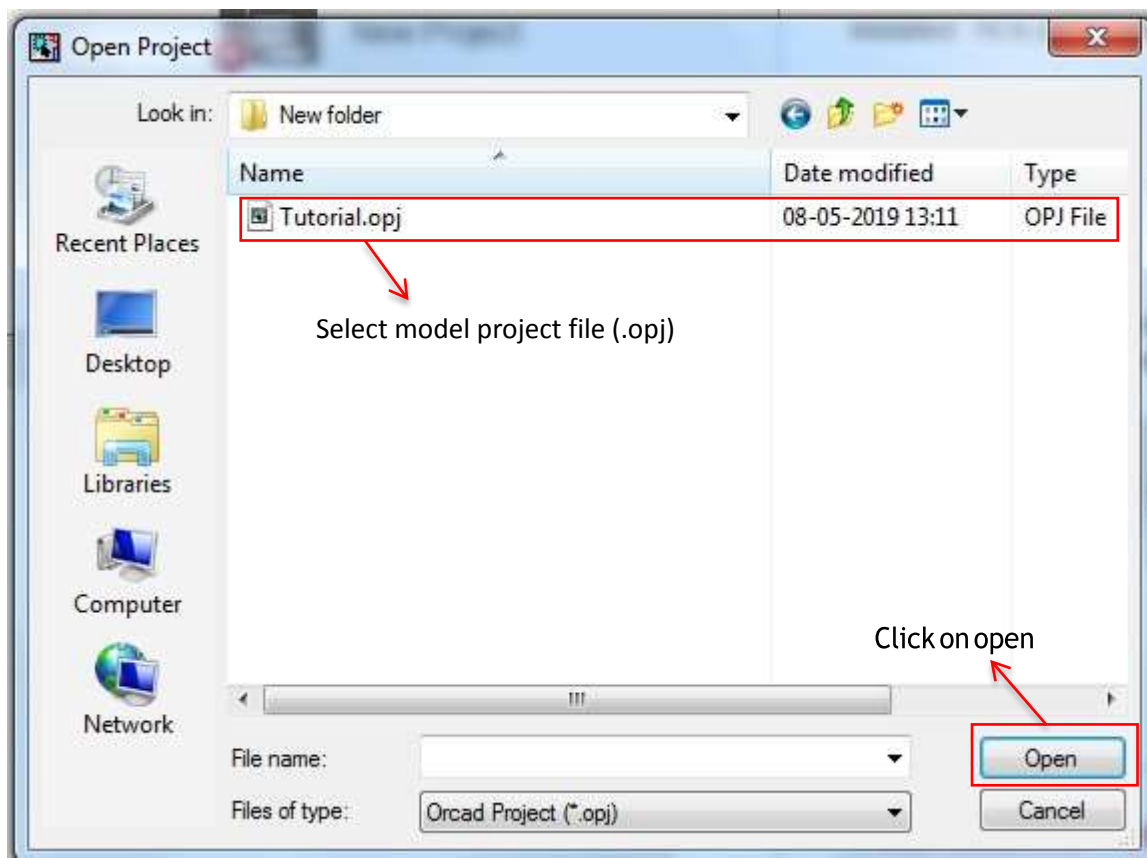 Open Project
New Project
Look in:
New folder
Name
Date modified
Type
Tutorial.opj
08-05-2019 13:11
OPJ File
Recent Places
Select model project file (.opj)
Desktop
Libraries
Computer
Click on open
Network
File name:
Open
Files of type:
Orcad Project (*.opj)
Cancel